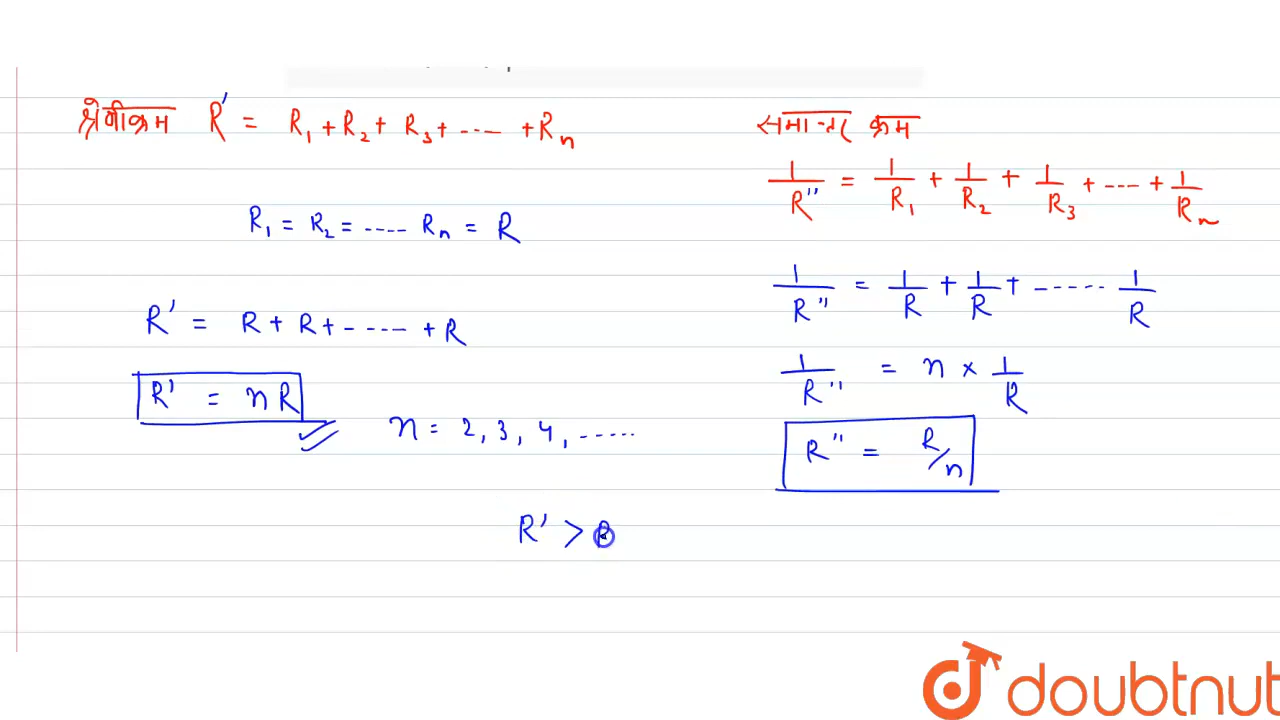 श्रेणीक्रम R' = R₁ + R₂ + R₃ + ---- + Rₙ
R₁ = R₂ = ..... Rₙ = R
R' = R + R + ----- + R
R' = nR
n = 2, 3, 4, ......
समान्तर क्रम
1/R'' = 1/R₁ + 1/R₂ + 1/R₃ + ---- + 1/Rₙ
1/R'' = 1/R + 1/R + ------ 1/R
1/R'' = n × 1/R
R'' = R/n
R' > R
doubtnut